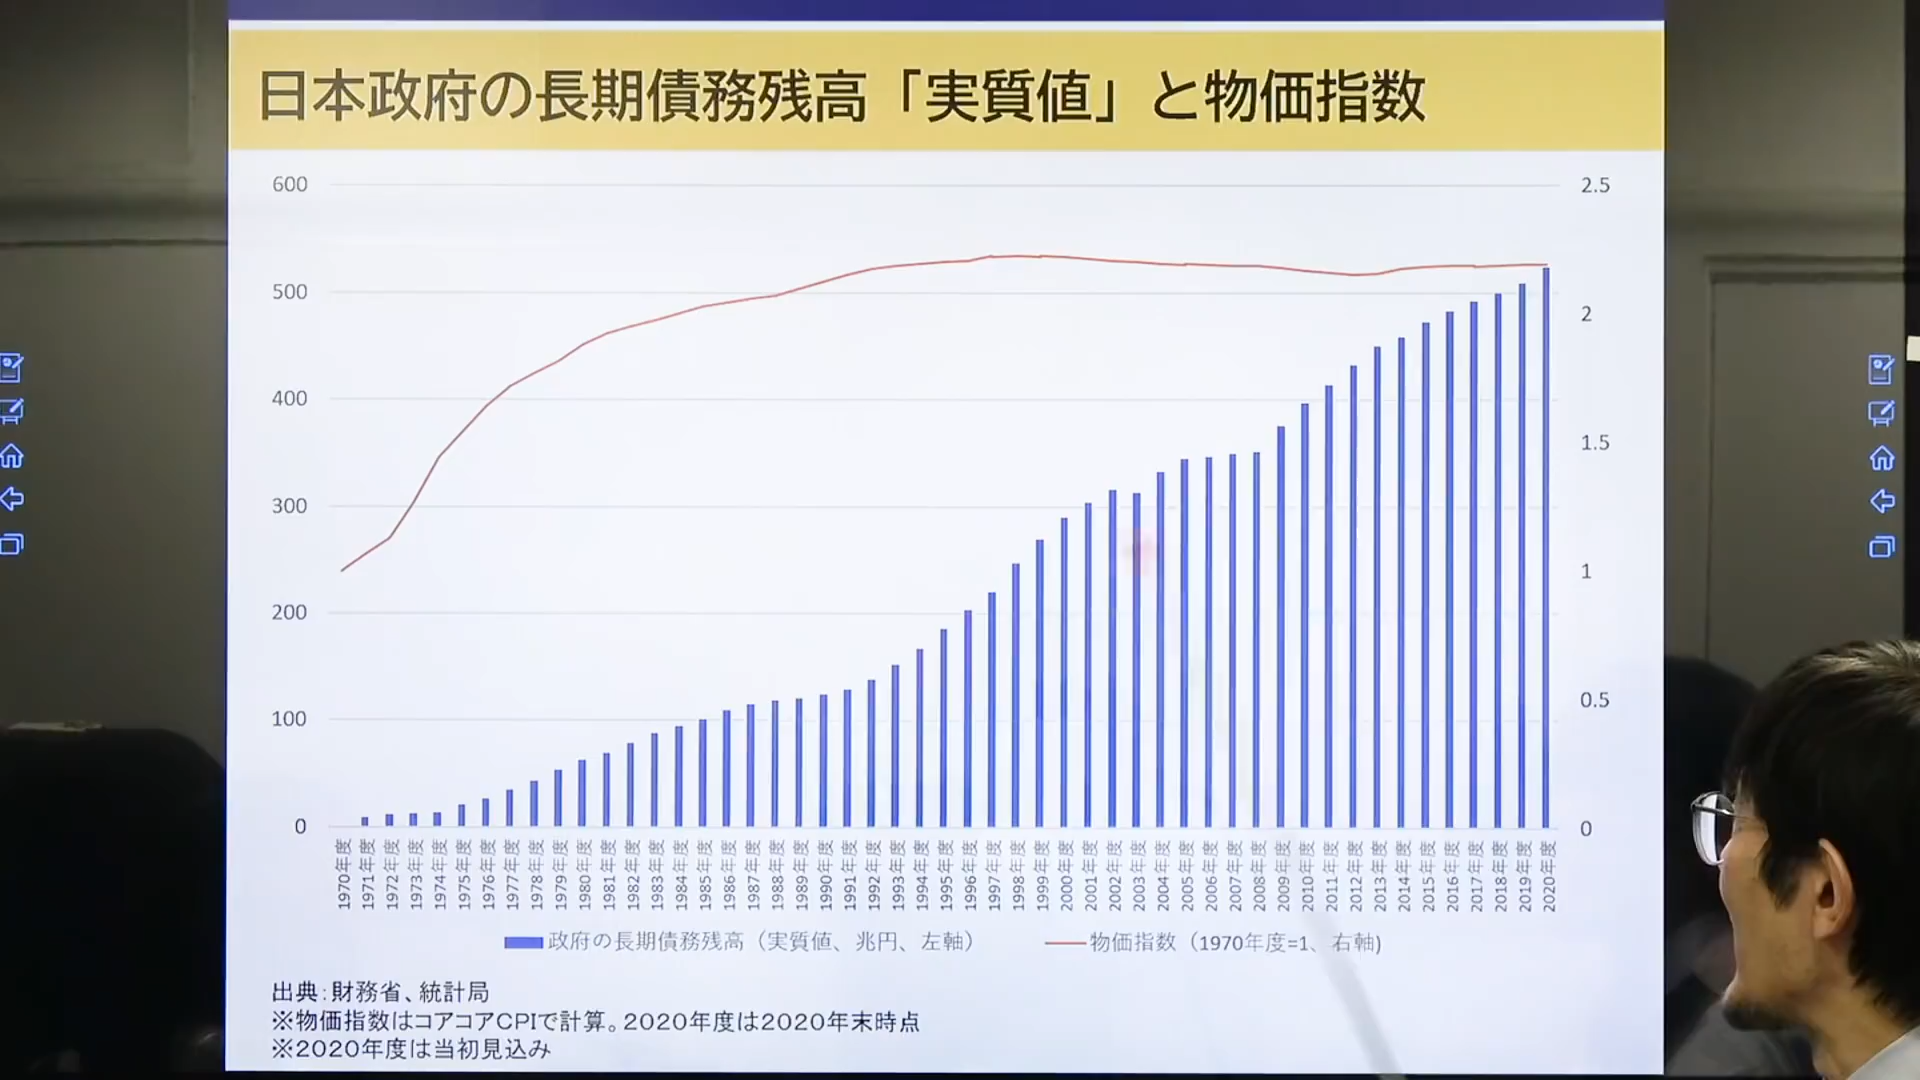 日本政府の長期債務残高「実質値」と物価指数
600
500
400
300
200
100
0
2.5
2
1.5
1
0.5
0
1970年度
1971年度
1972年度
1973年度
1974年度
1975年度
1976年度
1977年度
1978年度
1979年度
1980年度
1981年度
1982年度
1983年度
1984年度
1985年度
1986年度
1987年度
1988年度
1989年度
1990年度
1991年度
1992年度
1993年度
1994年度
1995年度
1996年度
1997年度
1998年度
1999年度
2000年度
2001年度
2002年度
2003年度
2004年度
2005年度
2006年度
2007年度
2008年度
2009年度
2010年度
2011年度
2012年度
2013年度
2014年度
2015年度
2016年度
2017年度
2018年度
2019年度
2020年度
政府の長期債務残高（実質値、兆円、左軸）
物価指数（1970年度=1、右軸)
出典：財務省、統計局
※物価指数はコアコアCPIで計算。2020年度は2020年末時点
※2020年度は当初見込み